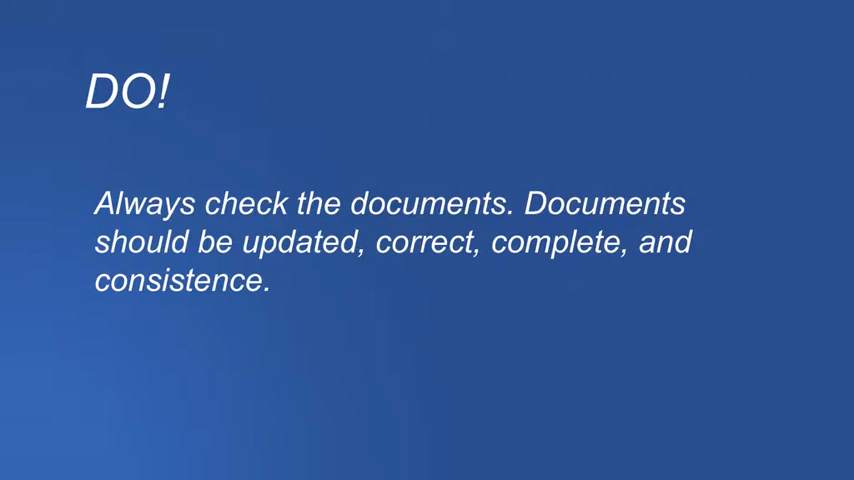 DO!
Always check the documents. Documents
should be updated, correct, complete, and
consistence.